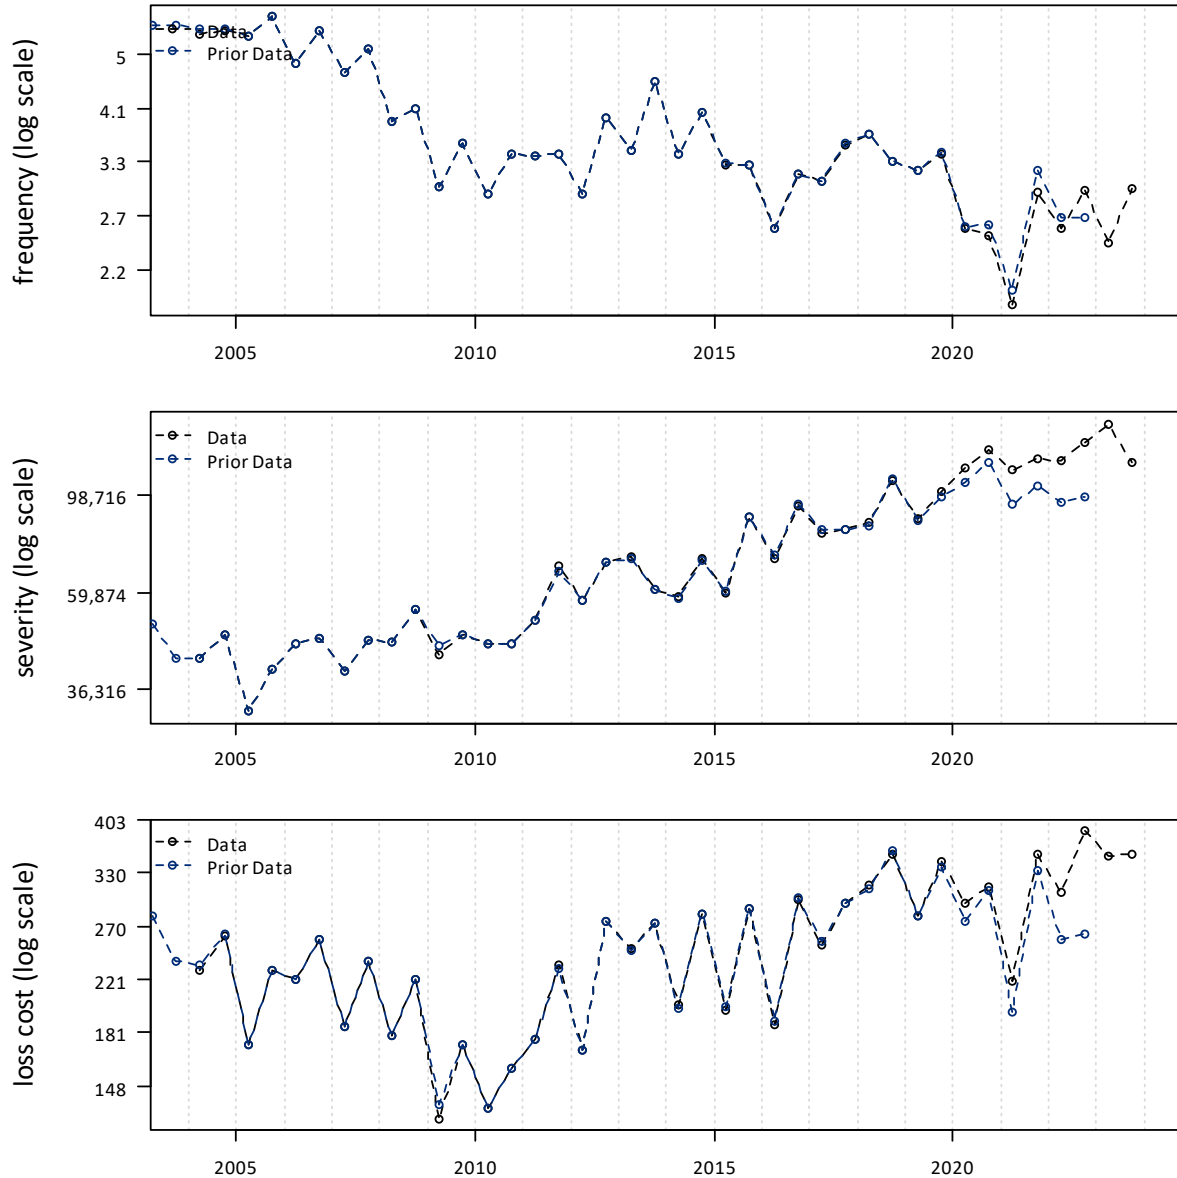 frequency (log scale)
5
4.1
3.3
2.7
2.2
Data
Prior Data
2005
2010
2015
2020
severity (log scale)
98,716
59,874
36,316
Data
Prior Data
2005
2010
2015
2020
loss cost (log scale)
403
330
270
221
181
148
Data
Prior Data
2005
2010
2015
2020